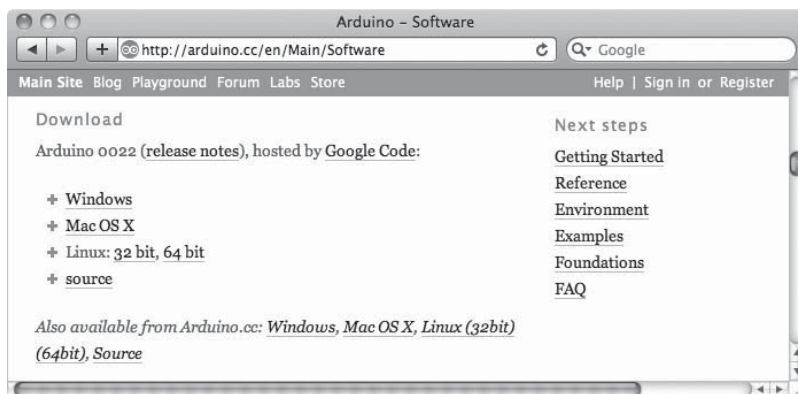 Arduino – Software
http://arduino.cc/en/Main/Software
Google
Main Site Blog Playground Forum Labs Store
Help | Sign in or Register
Download
Arduino 0022 (release notes), hosted by Google Code:
Windows
Mac OS X
Linux: 32 bit, 64 bit
source
Also available from Arduino.cc: Windows, Mac OS X, Linux (32bit)
(64bit), Source
Next steps
Getting Started
Reference
Environment
Examples
Foundations
FAQ